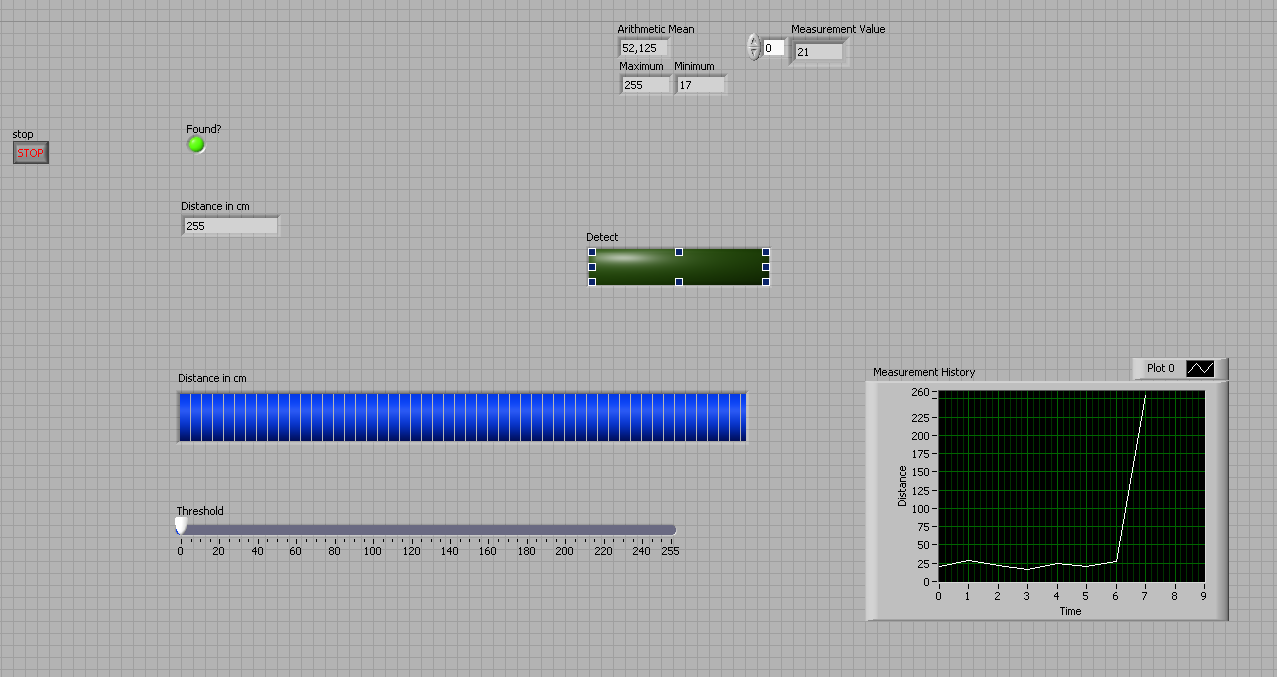 Arithmetic Mean
52,125
Maximum Minimum
255 17
0
Measurement Value
21
stop
STOP
Found?
Distance in cm
255
Detect
Distance in cm
Threshold
0 20 40 60 80 100 120 140 160 180 200 220 240 255
Measurement History
Plot 0
260
225
200
175
150
125
100
75
50
25
0
Distance
0 1 2 3 4 5 6 7 8 9
Time